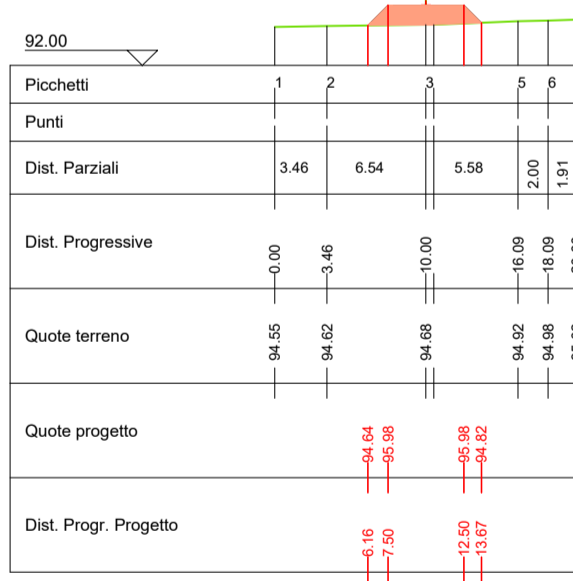 92.00
Picchetti 1 2 3 5 6
Punti
Dist. Parziali 3.46 6.54 5.58 2.00 1.91
Dist. Progressive 0.00 3.46 10.00 16.09 18.09
Quote terreno 94.55 94.62 94.68 94.92 94.98
Quote progetto 94.64 95.98 95.98 94.82
Dist. Progr. Progetto 6.16 7.50 12.50 13.67